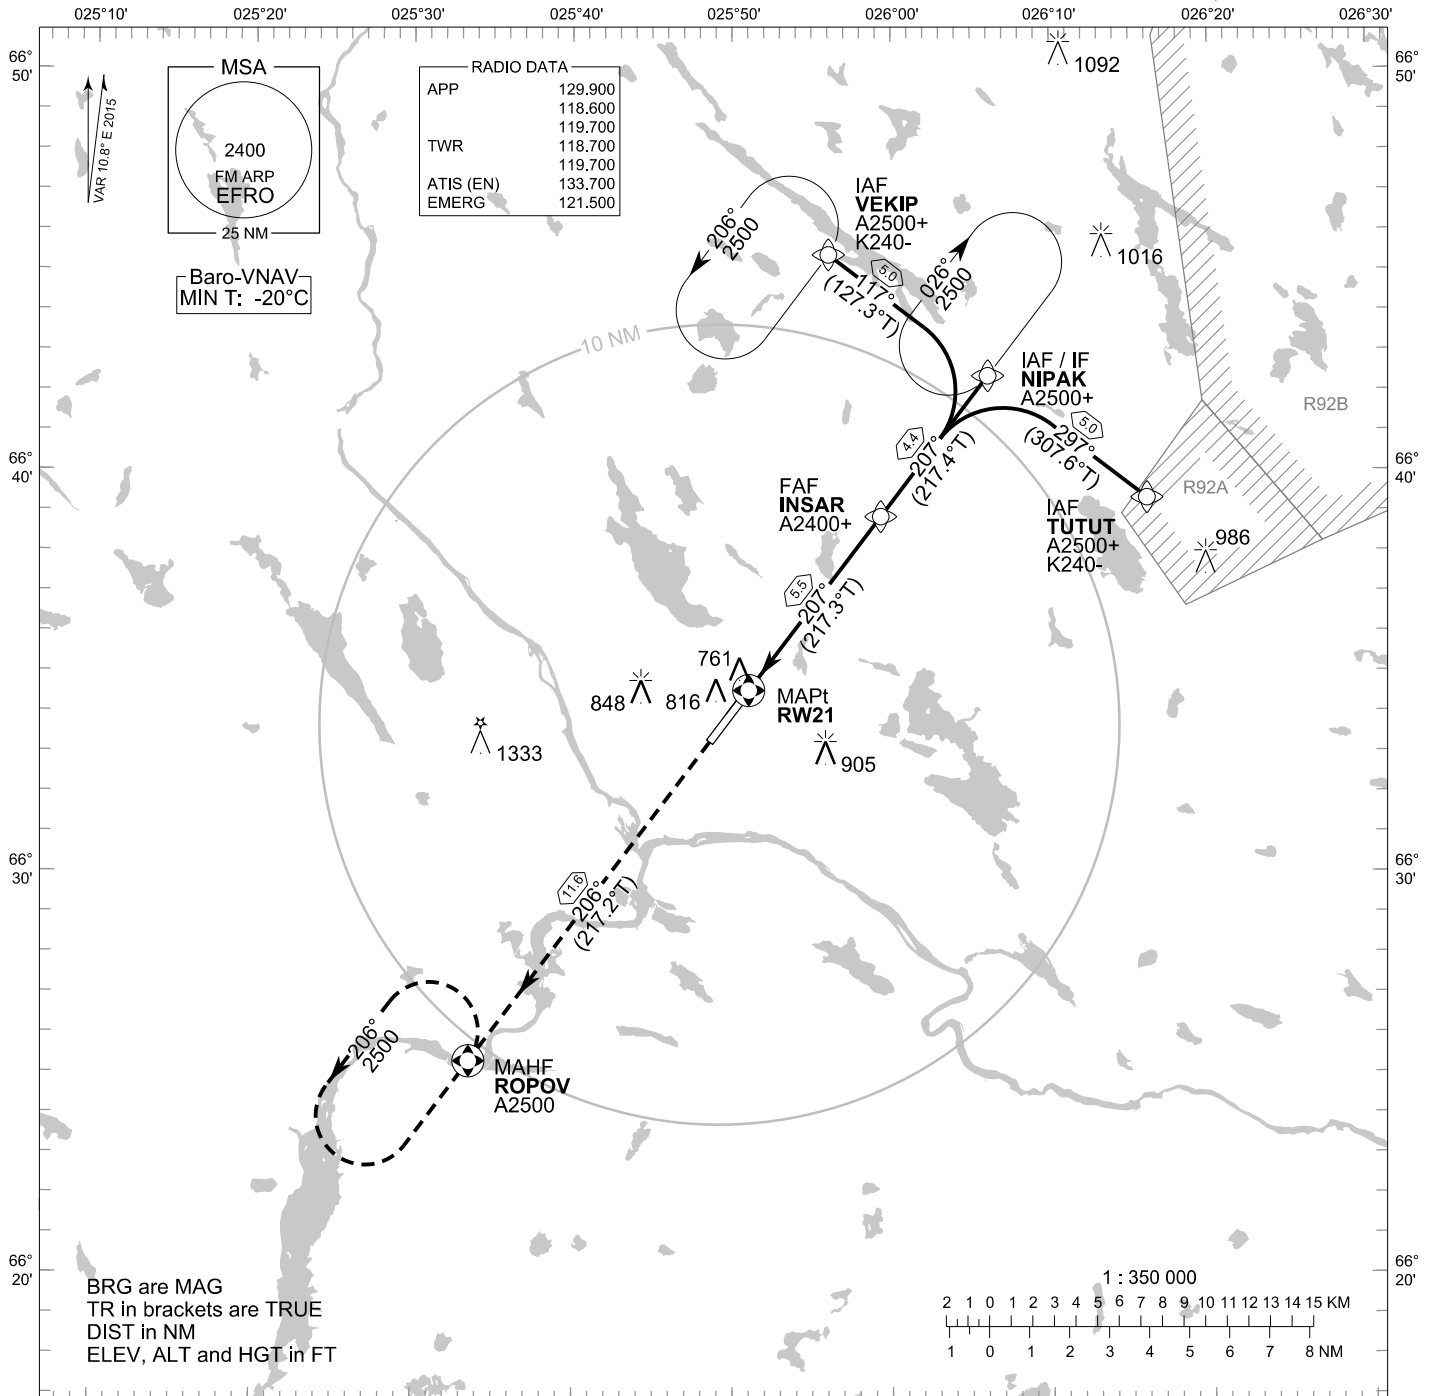 025°10'
025°20'
025°30'
025°40'
025°50'
026°00'
026°10'
026°20'
026°30'
66°
50'
66°
50'
VAR 10.8° E 2015
MSA
2400
FM ARP
EFRO
25 NM
Baro-VNAV
MIN T: -20°C
RADIO DATA
APP 129.900
118.600
119.700
TWR 118.700
119.700
ATIS (EN) 133.700
EMERG 121.500
1092
1016
IAF
VEKIP
A2500+
K240-
206°
2500
5.0
117°
(127.3°T)
026°
2500
10 NM
IAF / IF
NIPAK
A2500+
R92B
5.0
297°
(307.6°T)
4.4
207°
(217.4°T)
66°
40'
66°
40'
R92A
FAF
INSAR
A2400+
IAF
TUTUT
A2500+
K240-
986
5.5
207°
(217.3°T)
761
848
816
MAPt
RW21
1333
905
66°
30'
66°
30'
11.6
206°
(217.2°T)
206°
2500
MAHF
ROPOV
A2500
66°
20'
66°
20'
BRG are MAG
TR in brackets are TRUE
DIST in NM
ELEV, ALT and HGT in FT
1 : 350 000
2 1 0 1 2 3 4 5 6 7 8 9 10 11 12 13 14 15 KM
1 0 1 2 3 4 5 6 7 8 NM